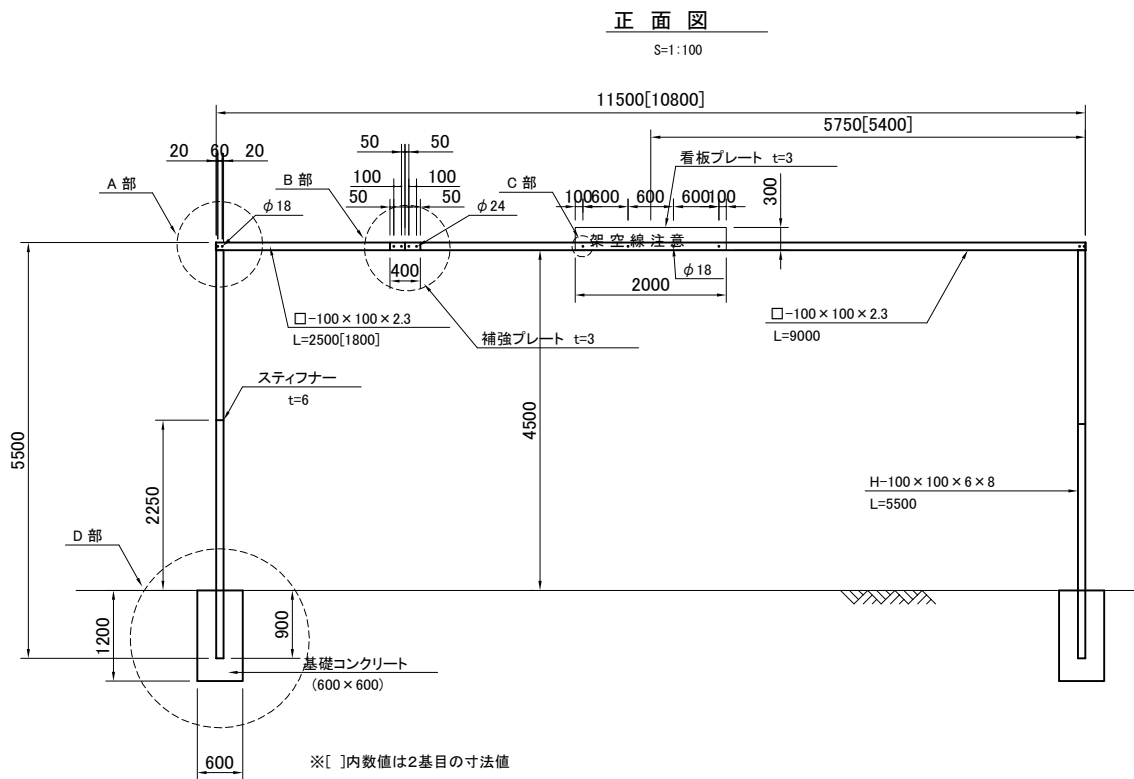 正 面 図
S=1:100
11500[10800]
5750[5400]
50 50
20 60 20
看板プレート t=3
A 部
B 部
C 部
100 100
50 50
100 600 600 600 100
300
φ18
φ24
架 空 線 注 意
400
φ18
2000
□-100×100×2.3
L=2500[1800]
補強プレート t=3
□-100×100×2.3
L=9000
スティフナー
t=6
5500
4500
2250
H-100×100×6×8
L=5500
D 部
1200
900
基礎コンクリート
(600×600)
600
※[ ]内数値は2基目の寸法値